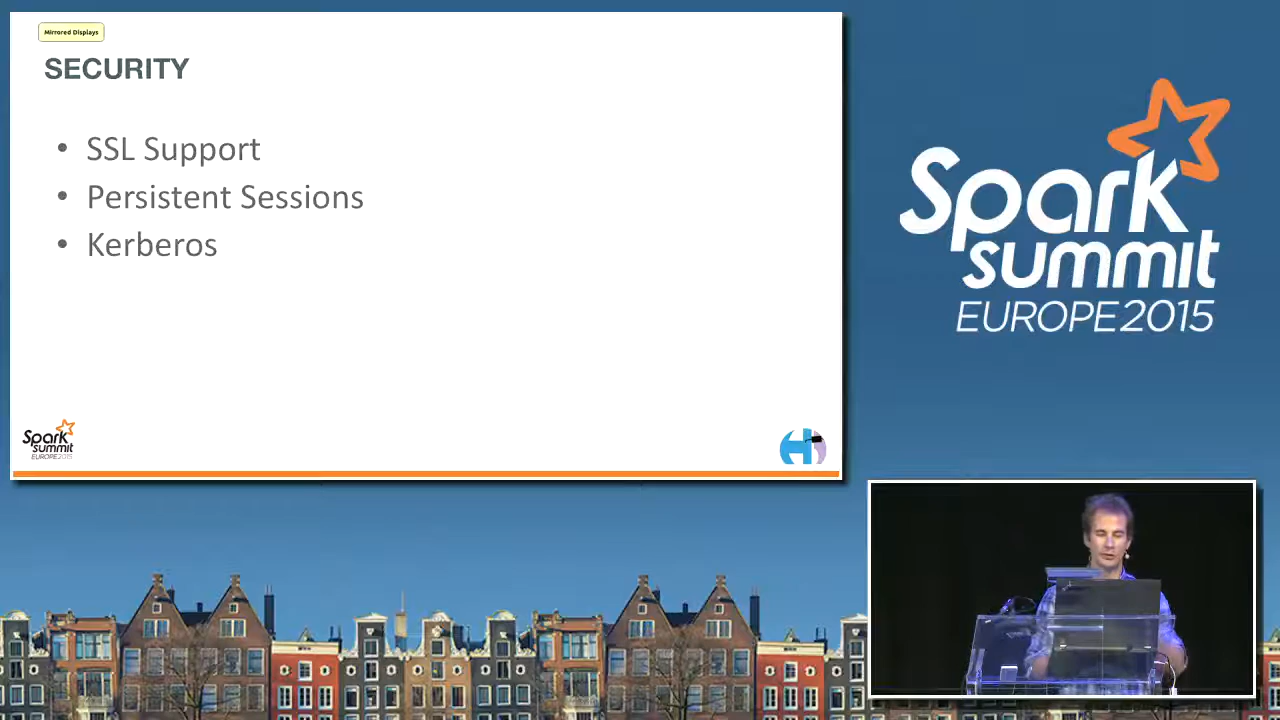 Mirrored Displays
SECURITY
• SSL Support
• Persistent Sessions
• Kerberos
Spark
summit
EUROPE2015
Spark
summit
EUROPE 2015